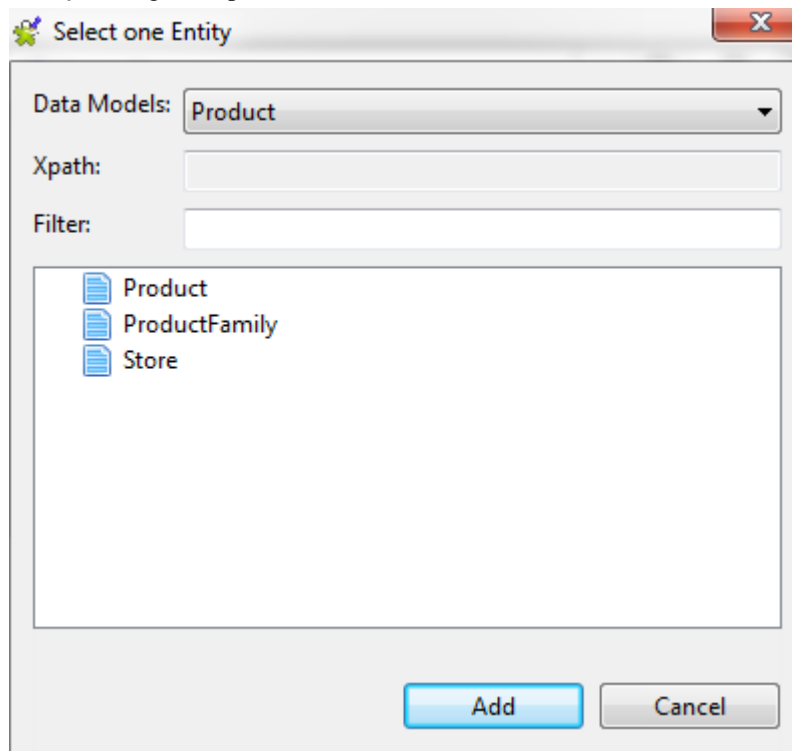 Select one Entity
Data Models: Product
Xpath:
Filter:
Product
ProductFamily
Store
Add Cancel